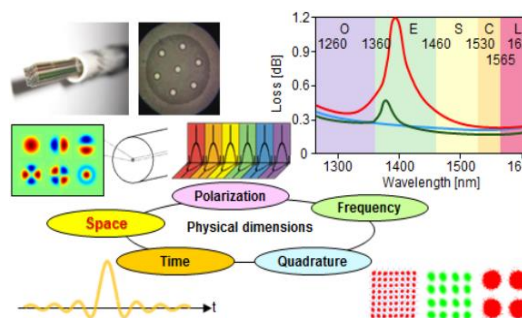 1.2
0.9
0.6
0.3
0
Loss [dB]
O E S C L
1260 1360 1460 1530
1565
1300 1400 1500
Wavelength [nm]
Polarization
Frequency
Space
Physical dimensions
Time
Quadrature
t